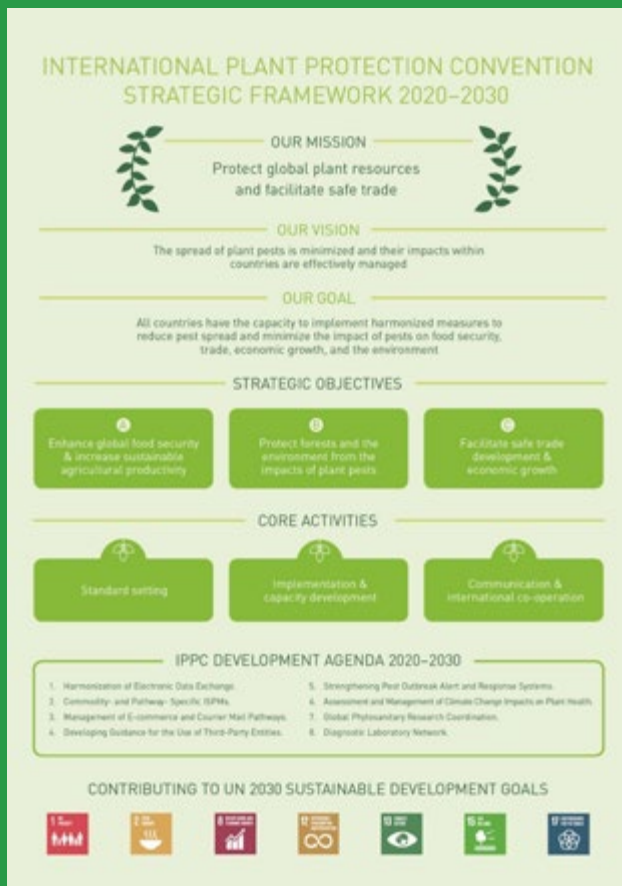 INTERNATIONAL PLANT PROTECTION CONVENTION
STRATEGIC FRAMEWORK 2020–2030
OUR MISSION
Protect global plant resources
and facilitate safe trade
OUR VISION
The spread of plant pests is minimized and their impacts within
countries are effectively managed
OUR GOAL
All countries have the capacity to implement harmonized measures to
reduce pest spread and minimize the impact of pests on food security,
trade, economic growth, and the environment
STRATEGIC OBJECTIVES
A
Enhance global food security
& increase sustainable
agricultural productivity
B
Protect forests and the
environment from the
impacts of plant pests
C
Facilitate safe trade
development &
economic growth
CORE ACTIVITIES
Standard setting
Implementation &
capacity development
Communication &
international co-operation
IPPC DEVELOPMENT AGENDA 2020–2030
1. Harmonization of Electronic Data Exchange.
2. Commodity- and Pathway- Specific ISPMs.
3. Management of E-commerce and Courier Mail Pathways.
4. Developing Guidance for the Use of Third-Party Entities.
5. Strengthening Pest Outbreak Alert and Response Systems.
6. Assessment and Management of Climate Change Impacts on Plant Health.
7. Global Phytosanitary Research Coordination.
8. Diagnostic Laboratory Network.
CONTRIBUTING TO UN 2030 SUSTAINABLE DEVELOPMENT GOALS
1
2
8
12
13
15
17